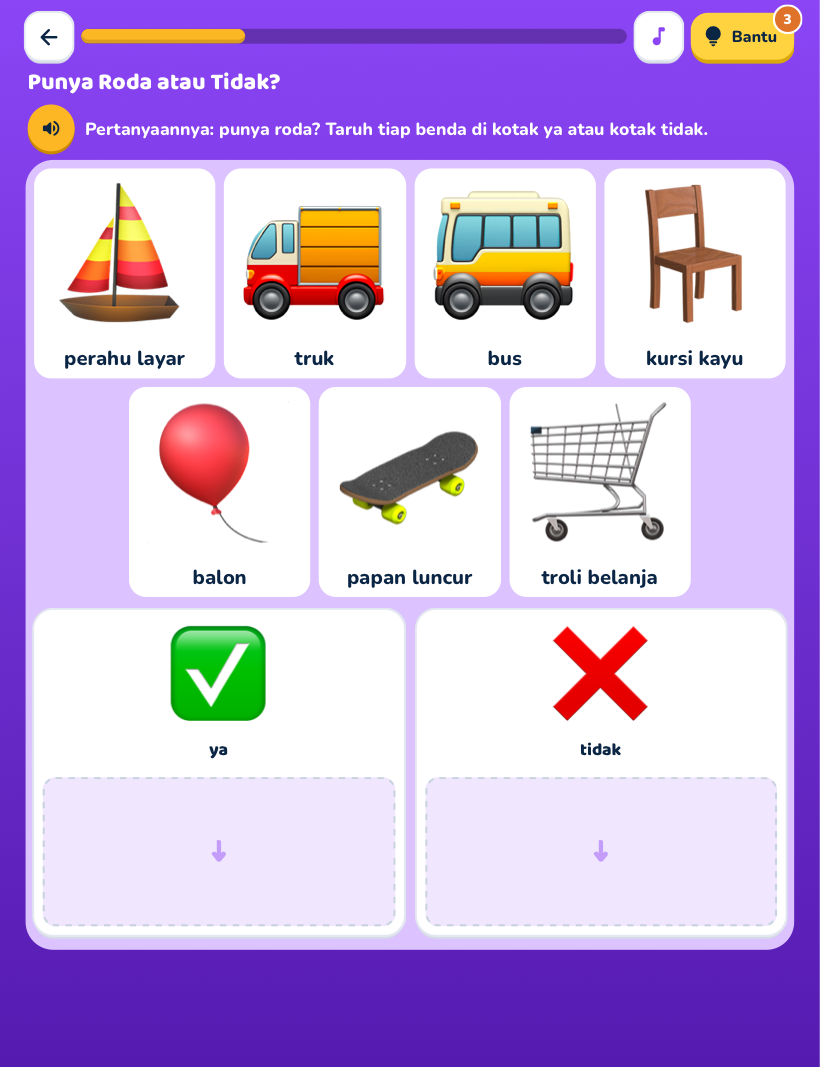 3
Bantu
Punya Roda atau Tidak?
Pertanyaannya: punya roda? Taruh tiap benda di kotak ya atau kotak tidak.
perahu layar
truk
bus
kursi kayu
balon
papan luncur
troli belanja
ya
tidak